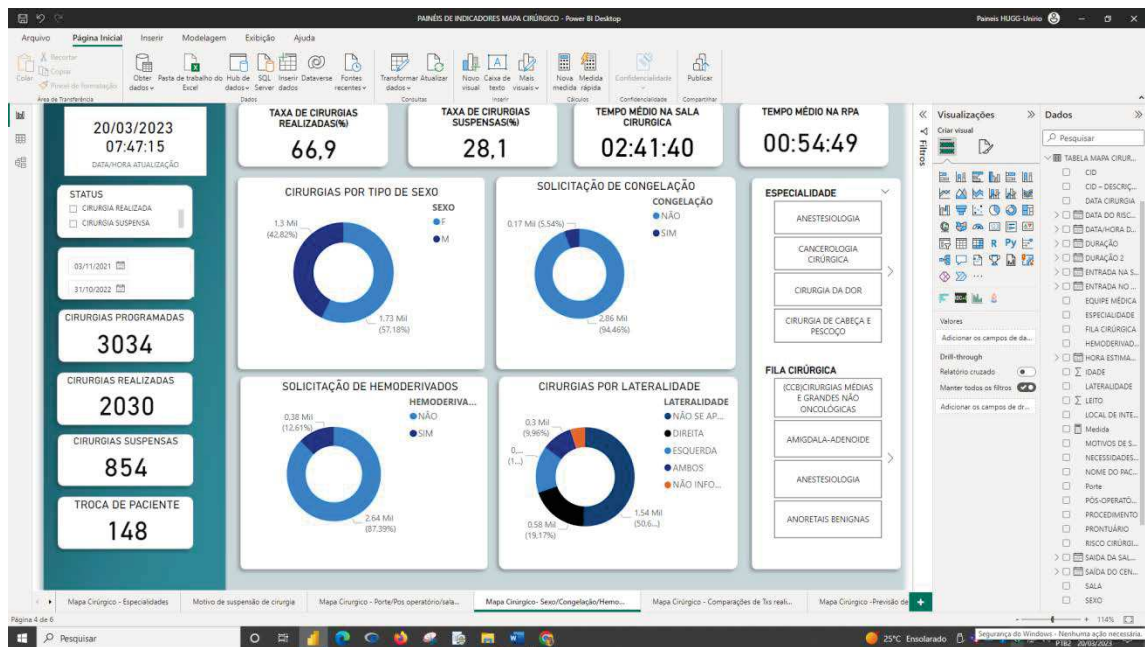 PAINÉIS DE INDICADORES MAPA CIRÚRGICO - Power BI Desktop
Paineis HUGG-Unirio
Arquivo
Página Inicial
Inserir
Modelagem
Exibição
Ajuda
Colar
Recortar
Copiar
Pincel de formatação
Área de Transferência
Obter dados
Pasta de trabalho do Excel
Hub de dados
SQL Server
Inserir dados
Dataverse
Fontes recentes
Dados
Transformar dados
Atualizar
Consultas
Novo visual
Caixa de texto
Mais visuais
Inserir
Nova medida
Medida rápida
Cálculos
Confidencialidade
Confidencialidade
Publicar
Compartilhar
20/03/2023
07:47:15
DATA/HORA ATUALIZAÇÃO
STATUS
CIRURGIA REALIZADA
CIRURGIA SUSPENSA
03/11/2021
31/10/2022
CIRURGIAS PROGRAMADAS
3034
CIRURGIAS REALIZADAS
2030
CIRURGIAS SUSPENSAS
854
TROCA DE PACIENTE
148
TAXA DE CIRURGIAS
REALIZADAS(%)
66,9
TAXA DE CIRURGIAS
SUSPENSAS(%)
28,1
TEMPO MÉDIO NA SALA
CIRURGICA
02:41:40
TEMPO MÉDIO NA RPA
00:54:49
CIRURGIAS POR TIPO DE SEXO
SEXO
F
M
1.3 Mil
(42,82%)
1.73 Mil
(57.18%)
SOLICITAÇÃO DE CONGELAÇÃO
CONGELAÇÃO
NÃO
SIM
0.17 Mil (5.54%)
2.86 Mil
(94.46%)
SOLICITAÇÃO DE HEMODERIVADOS
HEMODERIVA...
NÃO
SIM
0.38 Mil
(12.61%)
2.64 Mil
(87.39%)
CIRURGIAS POR LATERALIDADE
LATERALIDADE
NÃO SE AP...
DIREITA
ESQUERDA
AMBOS
NÃO INFO...
0.3 Mil
(9,96%)
0,...
(1...)
0.58 Mil
(19,17%)
1.54 Mil
(50,6...)
ESPECIALIDADE
ANESTESIOLOGIA
CANCEROLOGIA
CIRÚRGICA
CIRURGIA DA DOR
CIRURGIA DE CABEÇA E
PESCOÇO
FILA CIRÚRGICA
(CCB)CIRURGIAS MÉDIAS
E GRANDES NÃO
ONCOLÓGICAS
AMIGDALA-ADENOIDE
ANESTESIOLOGIA
ANORETAIS BENIGNAS
Filtros
Visualizações
Criar visual
R Py
Valores
Adicionar os campos de da...
Drill-through
Relatório cruzado
Manter todos os filtros
Adicionar os campos de dr...
Dados
Pesquisar
TABELA MAPA CIRUR...
CID
CID - DESCRIÇ...
DATA CIRURGIA
DATA DO RISC...
DATA/HORA D...
DURAÇÃO
DURAÇÃO 2
ENTRADA NA S...
ENTRADA NO ...
EQUIPE MÉDICA
ESPECIALIDADE
FILA CIRÚRGICA
HEMODERIVAD...
HORA ESTIMA...
IDADE
LATERALIDADE
LEITO
LOCAL DE INTE...
Medida
MOTIVOS DE S...
NECESSIDADES...
NOME DO PAC...
Porte
PÓS-OPERATÓ...
PROCEDIMENTO
PRONTUÁRIO
RISCO CIRÚRGI...
SAIDA DA SAL...
SAÍDA DO CEN...
SALA
SEXO
Mapa Cirúrgico - Especialidades
Motivo de suspensão de cirurgia
Mapa Cirurgico - Porte/Pos operatório/sala...
Mapa Cirúrgico- Sexo/Congelação/Hemo...
Mapa Cirúrgico - Comparações de Txs reali...
Mapa Cirúrgico -Previsão de
Página 4 de 6
114%
Pesquisar
25°C Ensolarado
Segurança do Windows - Nenhuma ação necessária.
PTB2 20/03/2023